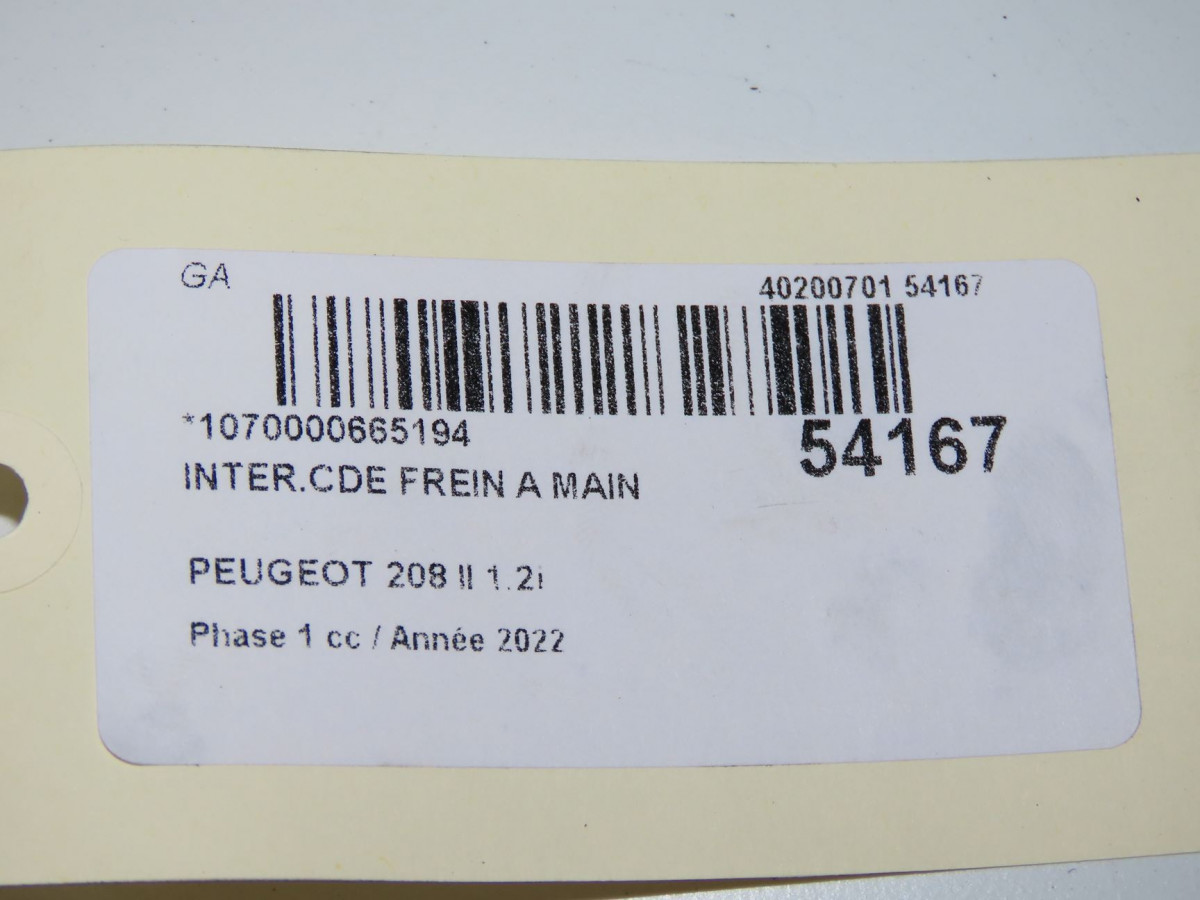 GA
40200701 54167
*1070000665194
54167
INTER.CDE FREIN A MAIN
PEUGEOT 208 II 1.2i
Phase 1 cc / Année 2022